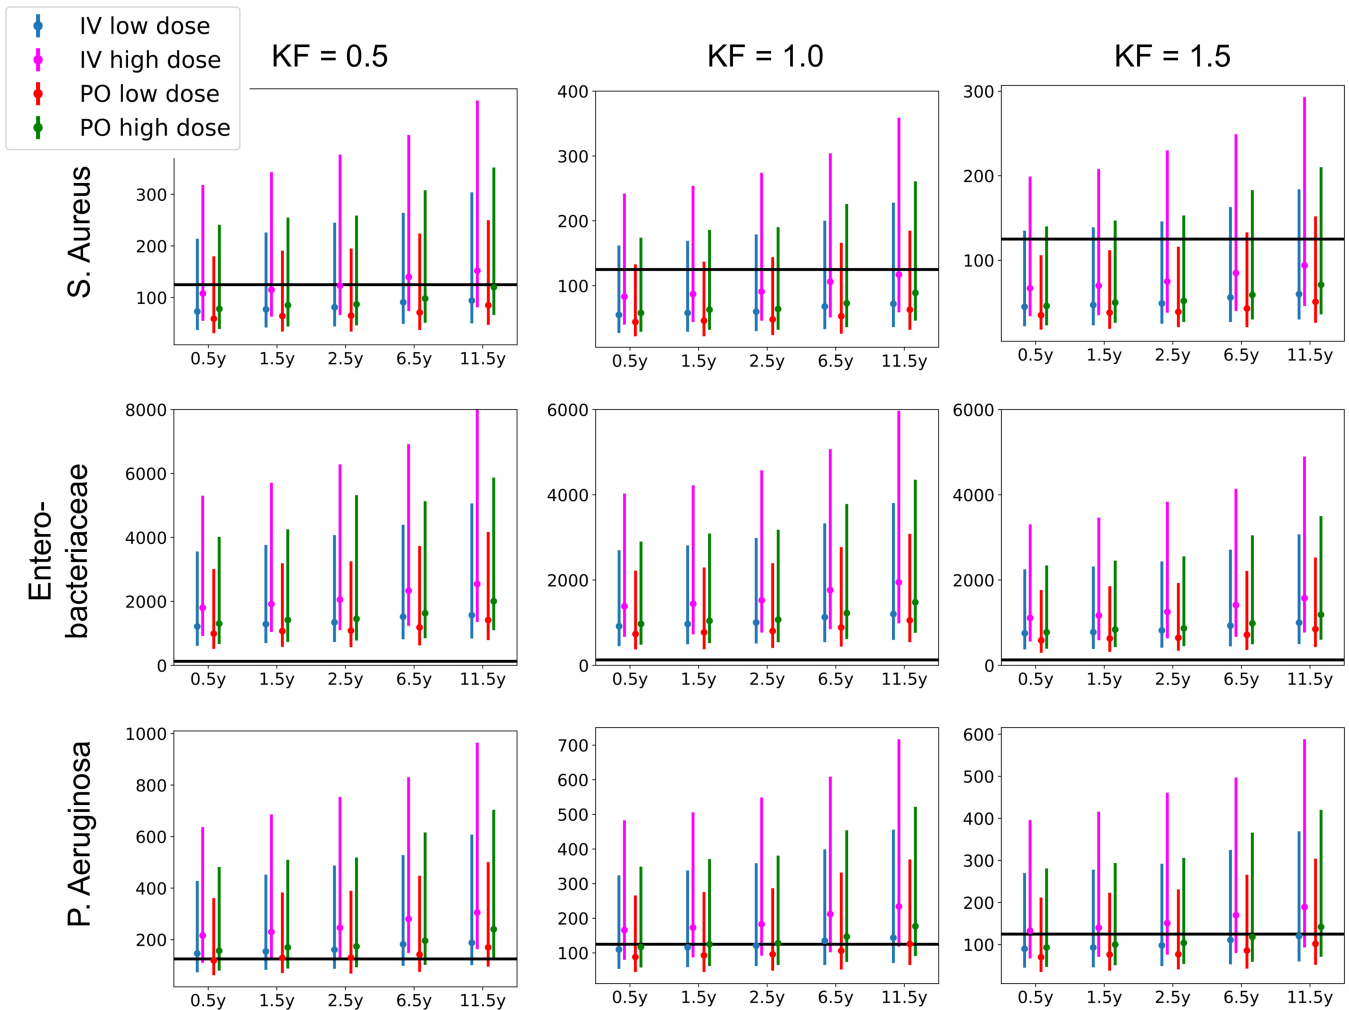 IV low dose
IV high dose
PO low dose
PO high dose
KF = 0.5
KF = 1.0
KF = 1.5
S. Aureus
300
200
100
0.5y 1.5y 2.5y 6.5y 11.5y
400
300
200
100
0.5y 1.5y 2.5y 6.5y 11.5y
300
200
100
0.5y 1.5y 2.5y 6.5y 11.5y
Entero-
bacteriaceae
8000
6000
4000
2000
0
0.5y 1.5y 2.5y 6.5y 11.5y
6000
4000
2000
0
0.5y 1.5y 2.5y 6.5y 11.5y
6000
4000
2000
0
0.5y 1.5y 2.5y 6.5y 11.5y
P. Aeruginosa
1000
800
600
400
200
0.5y 1.5y 2.5y 6.5y 11.5y
700
600
500
400
300
200
100
0.5y 1.5y 2.5y 6.5y 11.5y
600
500
400
300
200
100
0.5y 1.5y 2.5y 6.5y 11.5y